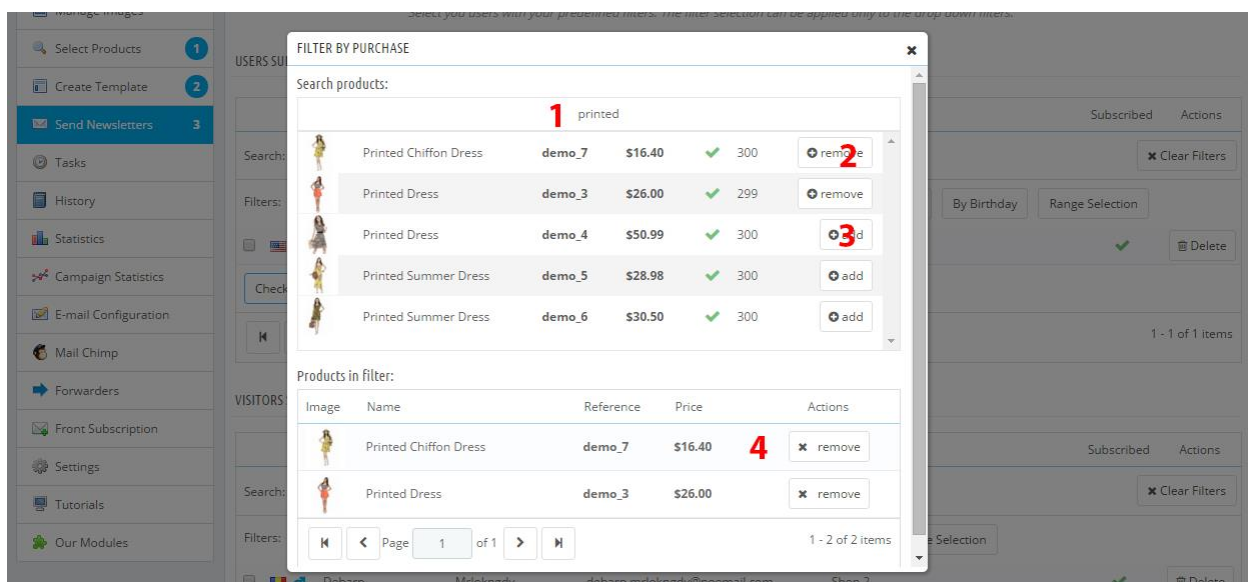 Manage Images
Select you users with your predefined filters. The filter selection can be applied only to the drop down filters.
Select Products 1
Create Template 2
Send Newsletters 3
Tasks
History
Statistics
Campaign Statistics
E-mail Configuration
Mail Chimp
Forwarders
Front Subscription
Settings
Tutorials
Our Modules
USERS SU
Subscribed Actions
Search: Clear Filters
Filters: By Birthday Range Selection
Delete
Check
1 - 1 of 1 items
VISITORS
Subscribed Actions
Search: Clear Filters
Filters: Selection
FILTER BY PURCHASE
Search products:
1 printed
Printed Chiffon Dress demo_7 $16.40 300 remove 2
Printed Dress demo_3 $26.00 299 remove
Printed Dress demo_4 $50.99 300 add 3
Printed Summer Dress demo_5 $28.98 300 add
Printed Summer Dress demo_6 $30.50 300 add
Products in filter:
Image Name Reference Price Actions
Printed Chiffon Dress demo_7 $16.40 4 remove
Printed Dress demo_3 $26.00 remove
Page 1 of 1 1 - 2 of 2 items
Shop 2
Delete